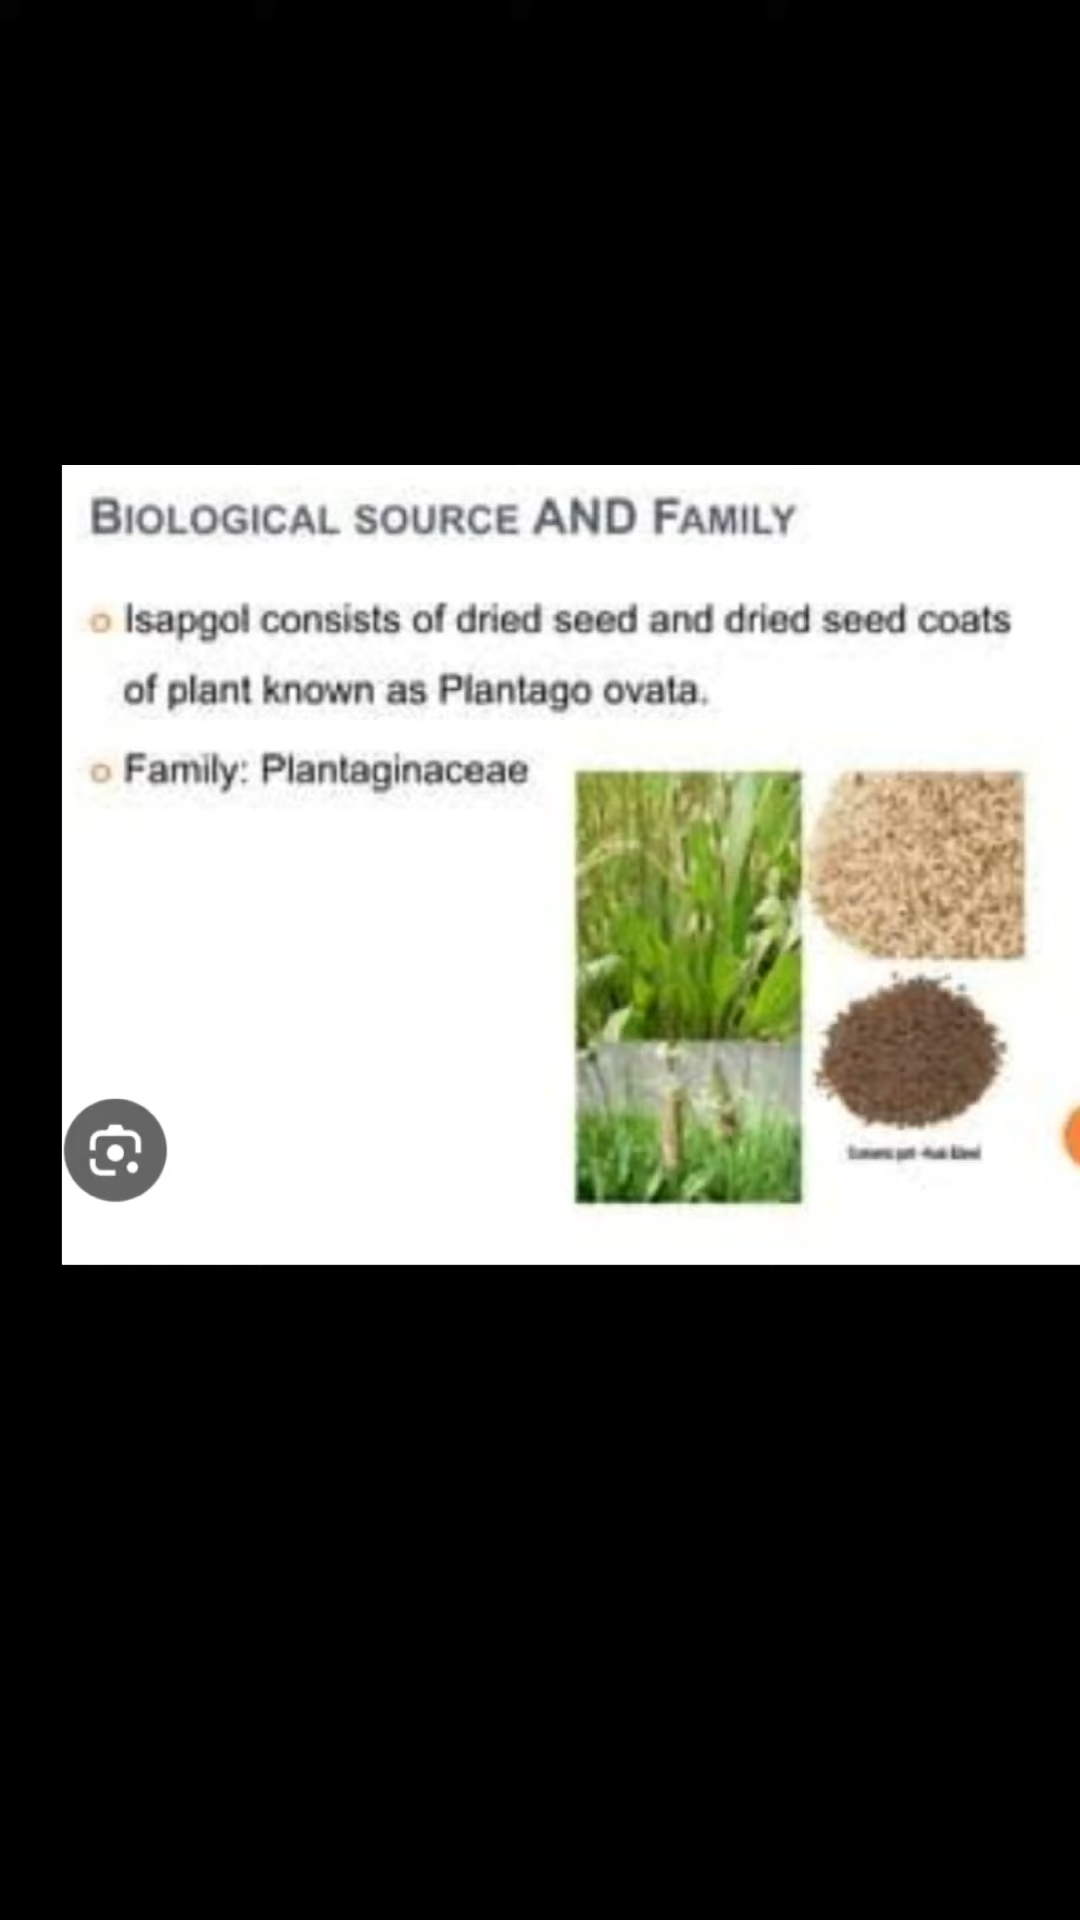 BIOLOGICAL SOURCE AND FAMILY
Isapgol consists of dried seed and dried seed coats
of plant known as Plantago ovata.
Family: Plantaginaceae